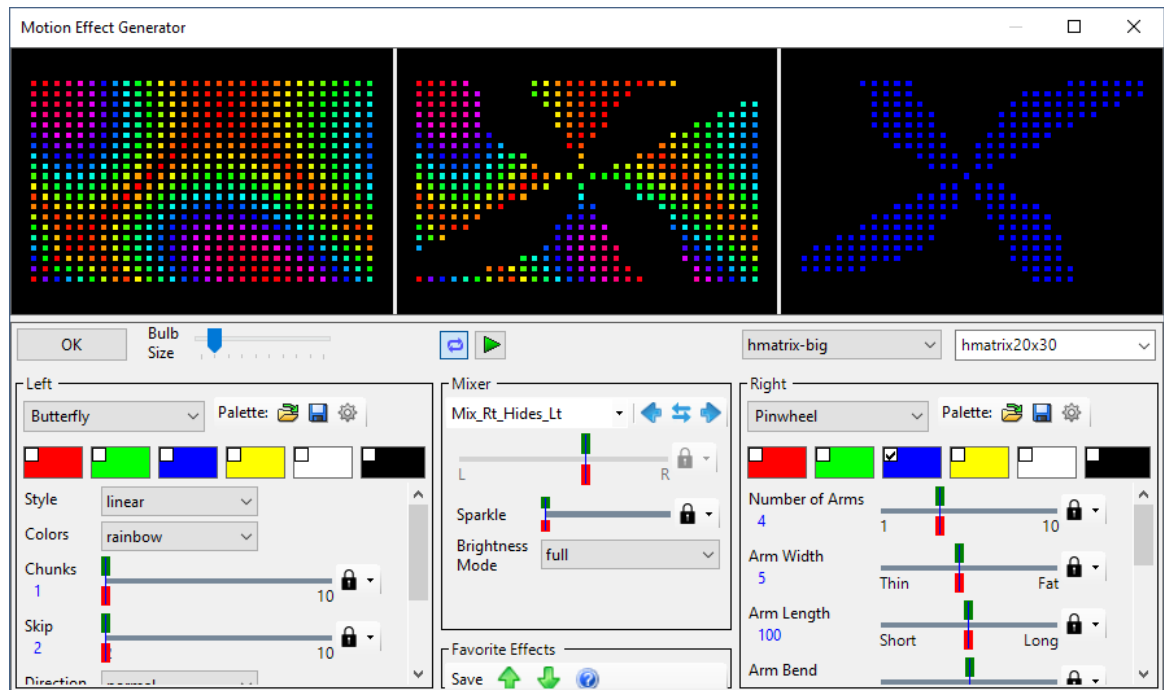 Motion Effect Generator
OK
Bulb
Size
hmatrix-big
hmatrix20x30
Left
Butterfly
Palette:
Style
linear
Colors
rainbow
Chunks
1
10
Skip
2
10
Direction
normal
Mixer
Mix_Rt_Hides_Lt
L
R
Sparkle
Brightness
Mode
full
Favorite Effects
Save
Right
Pinwheel
Palette:
Number of Arms
4
1
10
Arm Width
5
Thin
Fat
Arm Length
100
Short
Long
Arm Bend